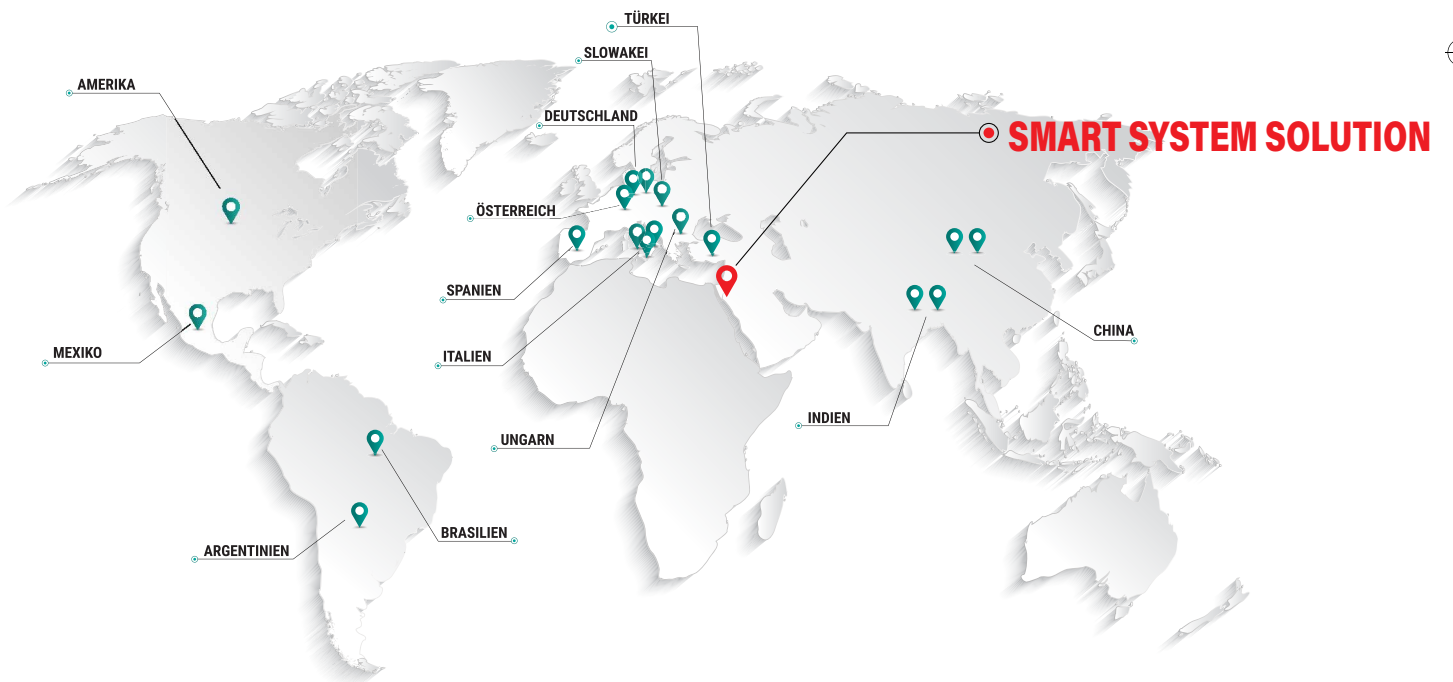 TÜRKEI
SLOWAKEI
AMERIKA
DEUTSCHLAND
SMART SYSTEM SOLUTION
ÖSTERREICH
SPANIEN
CHINA
MEXIKO
ITALIEN
INDIEN
UNGARN
BRASILIEN
ARGENTINIEN